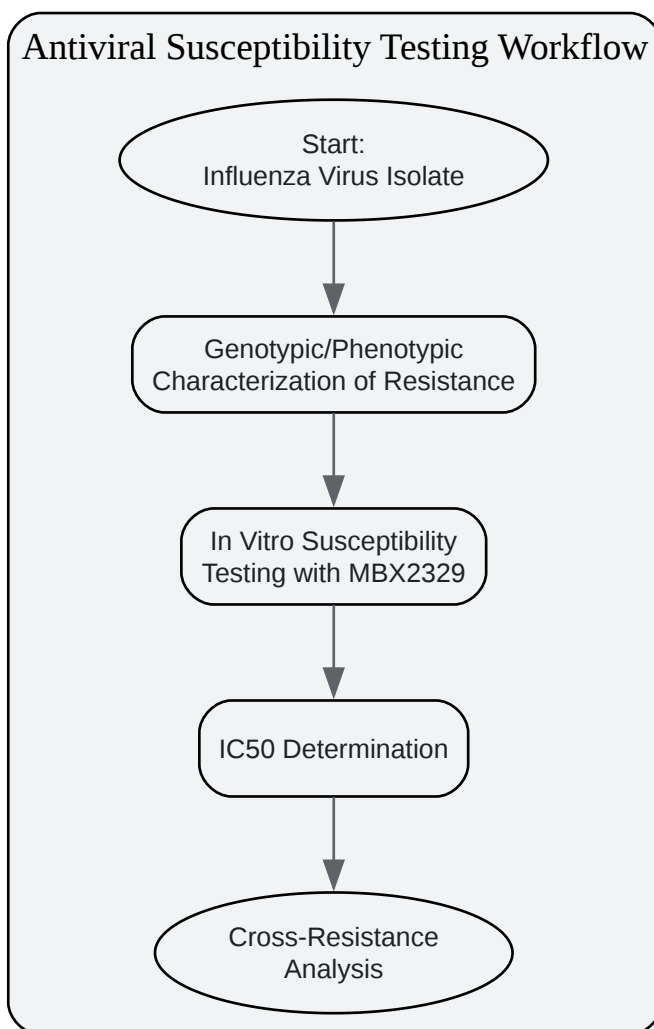 Antiviral Susceptibility Testing Workflow
Start:
Influenza Virus Isolate
Genotypic/Phenotypic
Characterization of Resistance
In Vitro Susceptibility
Testing with MBX2329
IC50 Determination
Cross-Resistance
Analysis